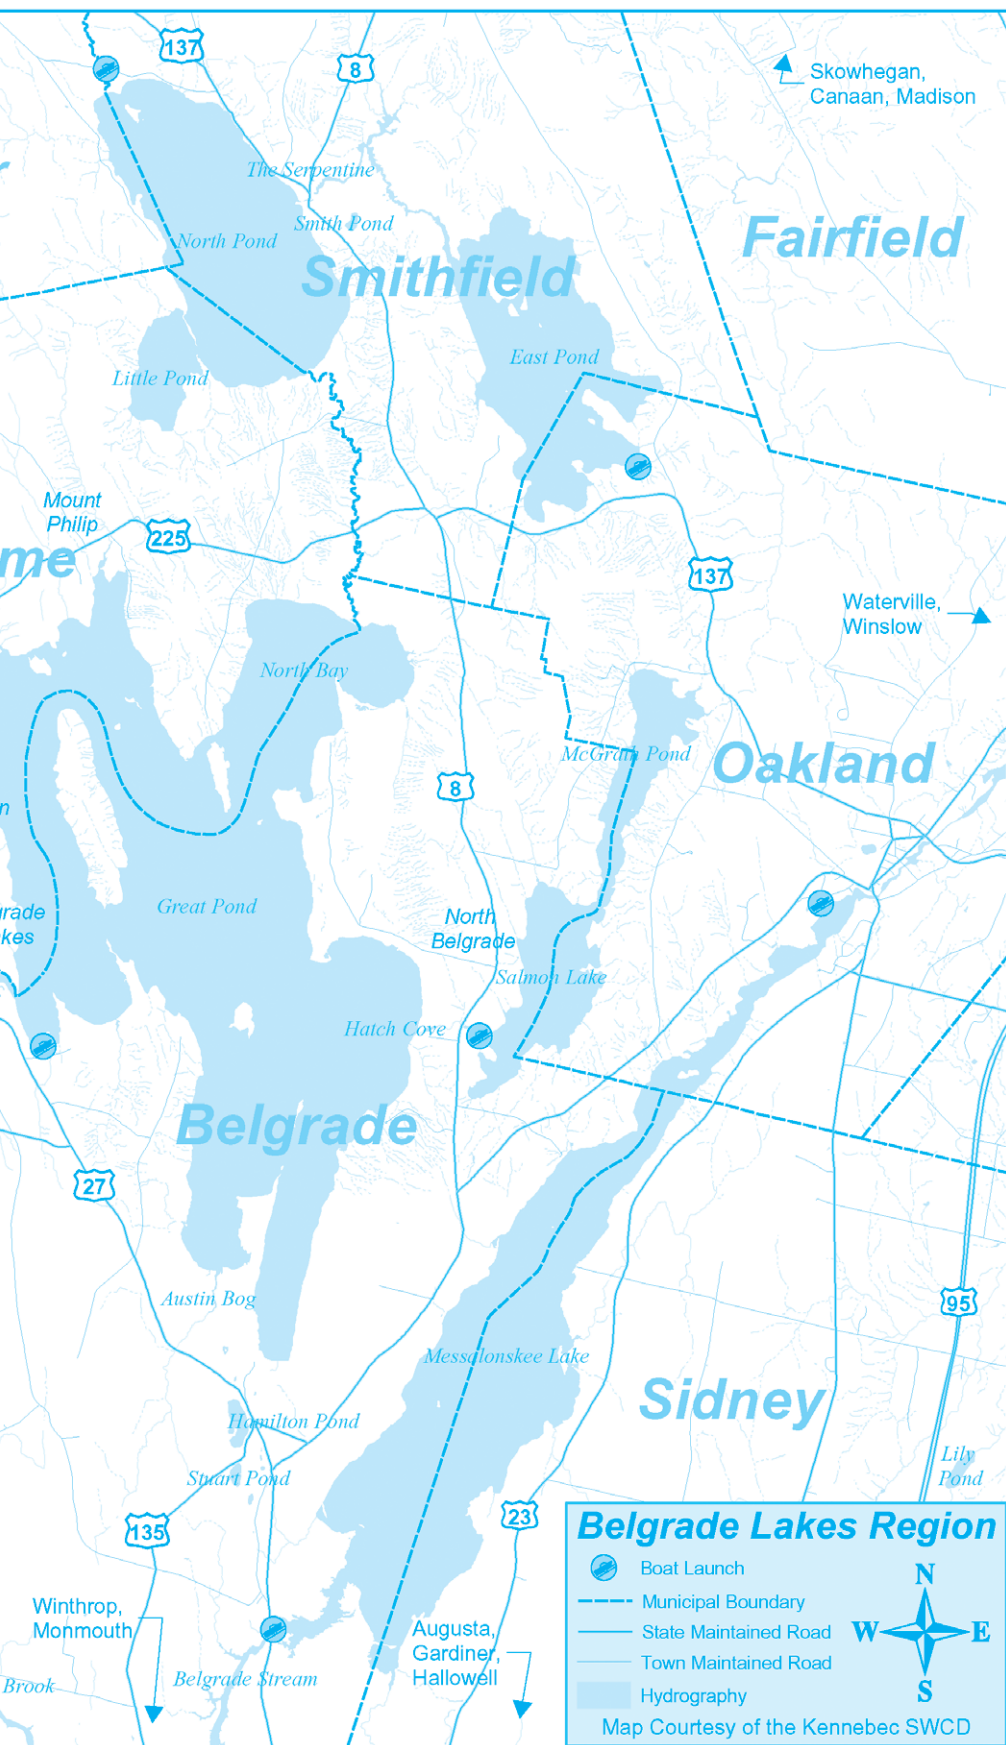 137
8
Skowhegan,
Canaan, Madison
The Serpentine
Smith Pond
North Pond
Fairfield
Smithfield
East Pond
Little Pond
Mount
Philip
225
me
137
Waterville,
Winslow
North Bay
McGrath Pond
Oakland
8
n
Great Pond
grade
kes
North
Belgrade
Salmon Lake
Hatch Cove
Belgrade
27
Austin Bog
95
Messalonskee Lake
Sidney
Hamilton Pond
Stuart Pond
Lily
Pond
135
23
Winthrop,
Monmouth
Augusta,
Gardiner,
Hallowell
Belgrade Stream
Brook
Belgrade Lakes Region
Boat Launch
Municipal Boundary
State Maintained Road
Town Maintained Road
Hydrography
N
W E
S
Map Courtesy of the Kennebec SWCD